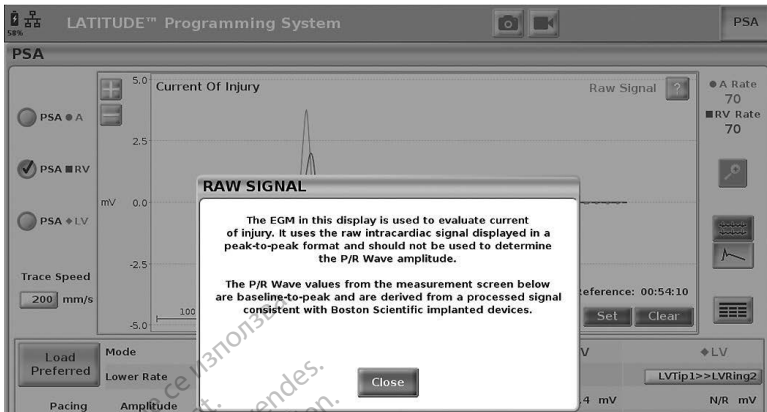 58%
LATITUDE™ Programming System
PSA
PSA
5.0
Current Of Injury
Raw Signal
?
A Rate
70
RV Rate
70
PSA A
2.5
PSA RV
mV
0.0
RAW SIGNAL
The EGM in this display is used to evaluate current
of injury. It uses the raw intracardiac signal displayed in a
peak-to-peak format and should not be used to determine
the P/R Wave amplitude.
The P/R Wave values from the measurement screen below
are baseline-to-peak and are derived from a processed signal
consistent with Boston Scientific implanted devices.
Close
PSA LV
-2.5
Trace Speed
200 mm/s
Reference: 00:54:10
100
Set
Clear
-5.0
Load
Preferred
Mode
V
LV
Lower Rate
LVTip1>>LVRing2
Pacing
Amplitude
.4 mV
N/R mV
се използва